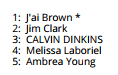 1: J'ai Brown *
2: Jim Clark
3: CALVIN DINKINS
4: Melissa Laboriel
5: Ambrea Young